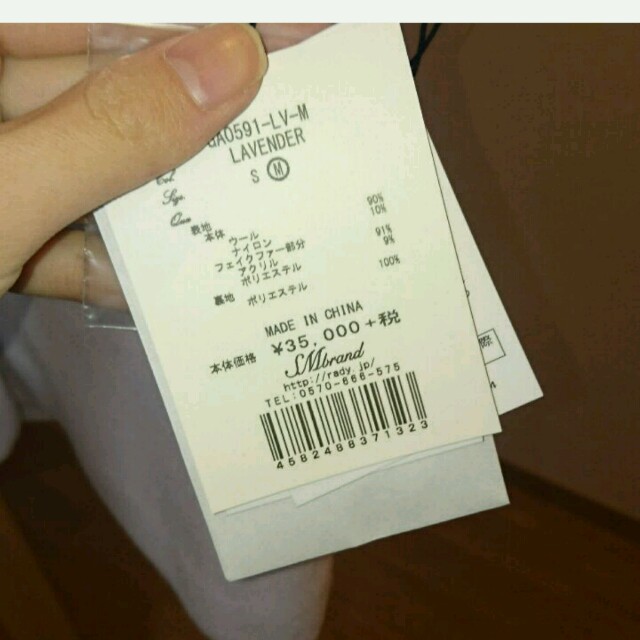 GA0591-LV-M
LAVENDER
S M
表地
本体 ウール 90%
ナイロン 10%
フェイクファー部分
アクリル 91%
ポリエステル 9%
裏地 ポリエステル 100%
MADE IN CHINA
本体価格 ¥35,000+税
SMbrand
http://rady.jp/
TEL:0570-666-575
4582488371323